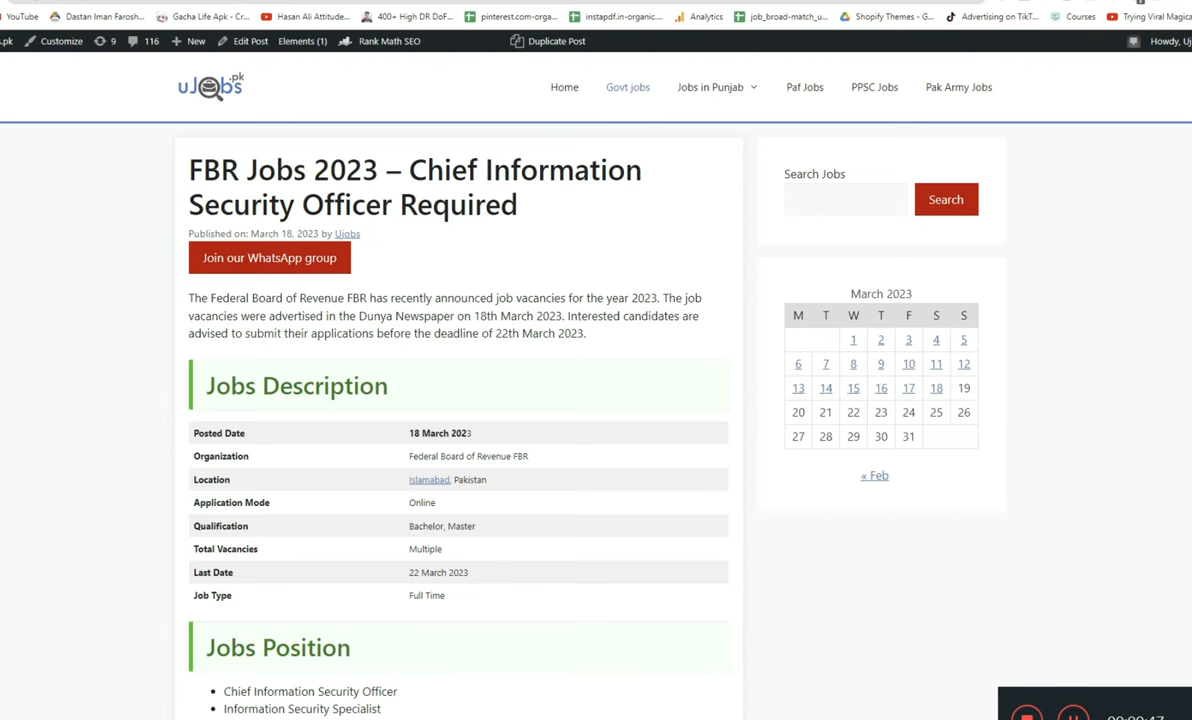 YouTube Dastan Iman Farosh... Gacha Life Apk - Cr... Hasan Ali Attitude... 400+ High DR DoF... pinterest.com-orga... instapdf.in-organic... Analytics job_broad-match_u... Shopify Themes - G... Advertising on TikT... Courses Trying Viral Magica
s.pk Customize 9 116 New Edit Post Elements (1) Rank Math SEO Duplicate Post Howdy, Uj
uJobs.pk
Home Govt jobs Jobs in Punjab Paf Jobs PPSC Jobs Pak Army Jobs
FBR Jobs 2023 – Chief Information
Security Officer Required
Published on: March 18, 2023 by Ujobs
Join our WhatsApp group
The Federal Board of Revenue FBR has recently announced job vacancies for the year 2023. The job
vacancies were advertised in the Dunya Newspaper on 18th March 2023. Interested candidates are
advised to submit their applications before the deadline of 22th March 2023.
Jobs Description
Posted Date 18 March 2023
Organization Federal Board of Revenue FBR
Location Islamabad, Pakistan
Application Mode Online
Qualification Bachelor, Master
Total Vacancies Multiple
Last Date 22 March 2023
Job Type Full Time
Jobs Position
Chief Information Security Officer
Information Security Specialist
Search Jobs
Search
March 2023
M T W T F S S
1 2 3 4 5
6 7 8 9 10 11 12
13 14 15 16 17 18 19
20 21 22 23 24 25 26
27 28 29 30 31
« Feb